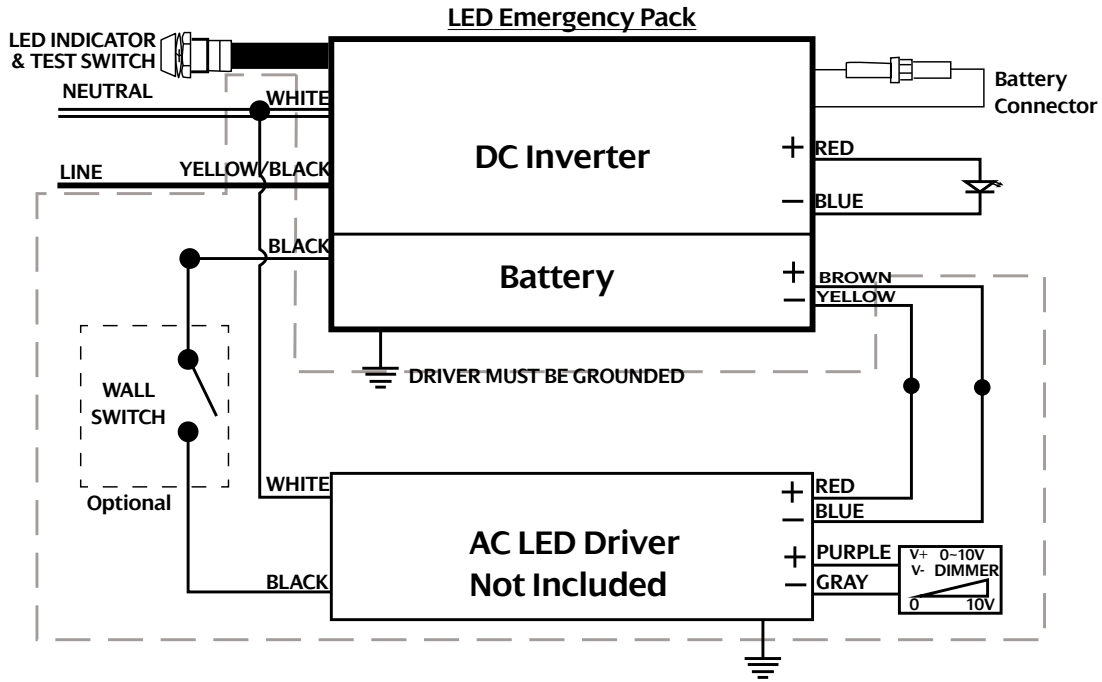 LED Emergency Pack
LED INDICATOR
& TEST SWITCH
NEUTRAL
WHITE
Battery
Connector
DC Inverter
+ RED
LINE
YELLOW/BLACK
− BLUE
BLACK
Battery
+ BROWN
− YELLOW
DRIVER MUST BE GROUNDED
WALL
SWITCH
Optional
WHITE
+ RED
− BLUE
AC LED Driver
Not Included
+ PURPLE
− GRAY
BLACK
V+ 0~10V
V- DIMMER
0 10V